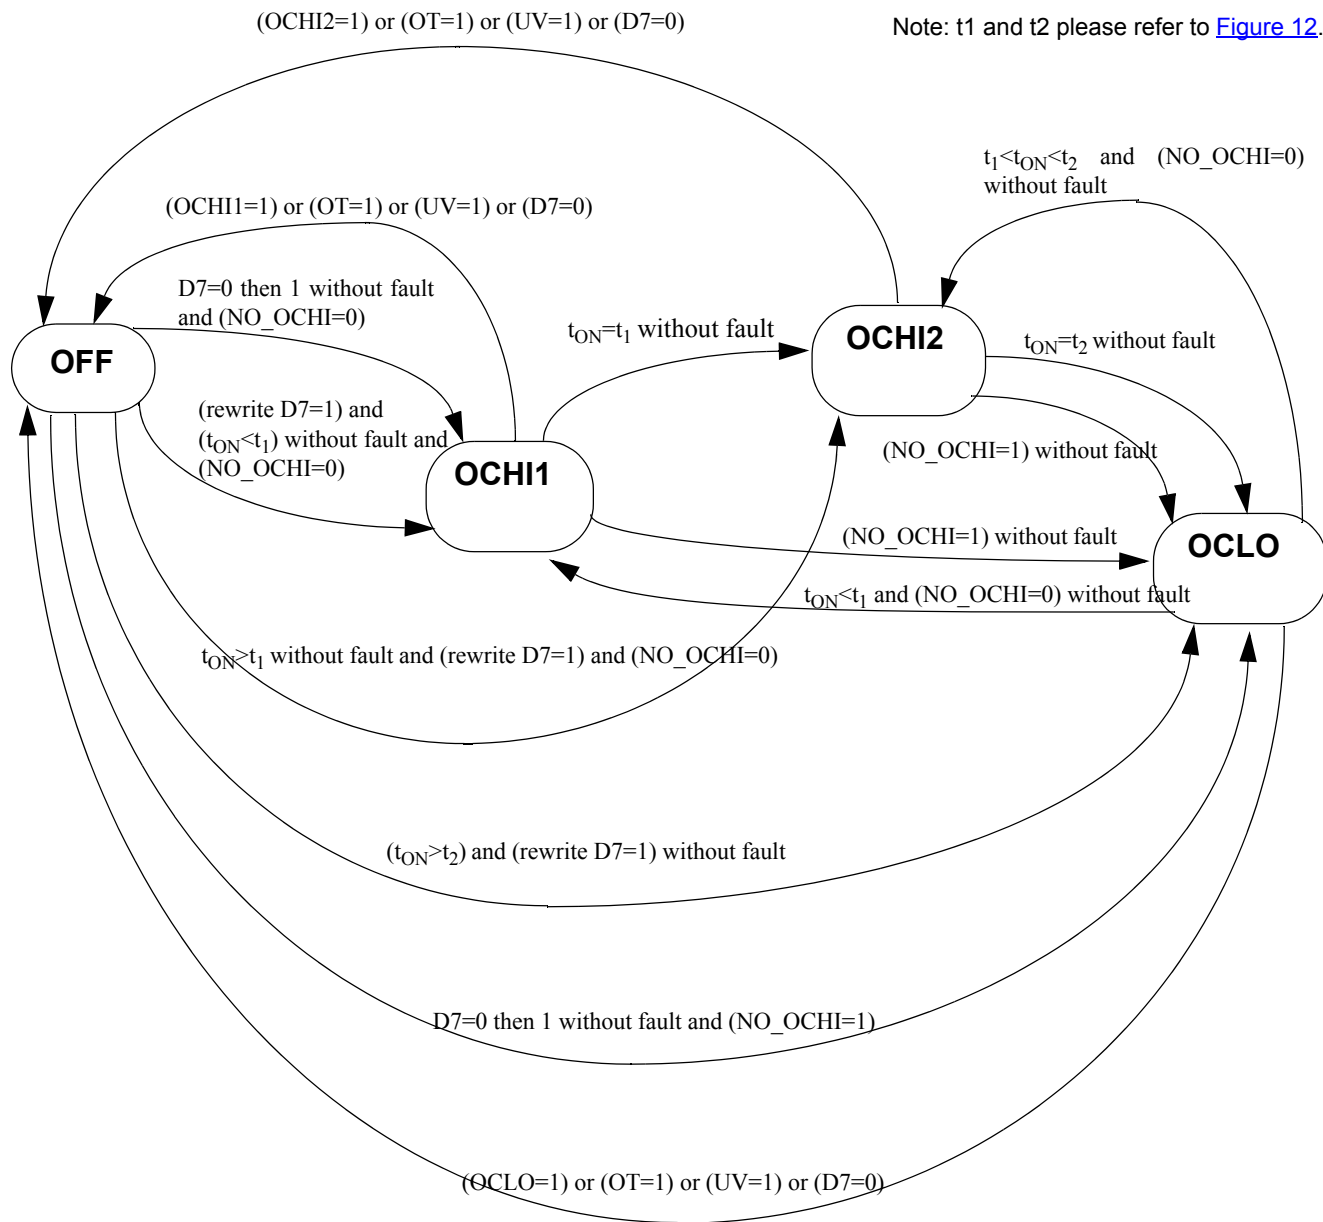 (OCHI2=1) or (OT=1) or (UV=1) or (D7=0)
Note: t1 and t2 please refer to Figure 12.
t1<tON<t2 and (NO_OCHI=0)
without fault
(OCHI1=1) or (OT=1) or (UV=1) or (D7=0)
D7=0 then 1 without fault
and (NO_OCHI=0)
tON=t1 without fault
OCHI2
tON=t2 without fault
OFF
(rewrite D7=1) and
(tON<t1) without fault and
(NO_OCHI=0)
OCHI1
(NO_OCHI=1) without fault
(NO_OCHI=1) without fault
OCLO
tON<t1 and (NO_OCHI=0) without fault
tON>t1 without fault and (rewrite D7=1) and (NO_OCHI=0)
(tON>t2) and (rewrite D7=1) without fault
D7=0 then 1 without fault and (NO_OCHI=1)
(OCLO=1) or (OT=1) or (UV=1) or (D7=0)